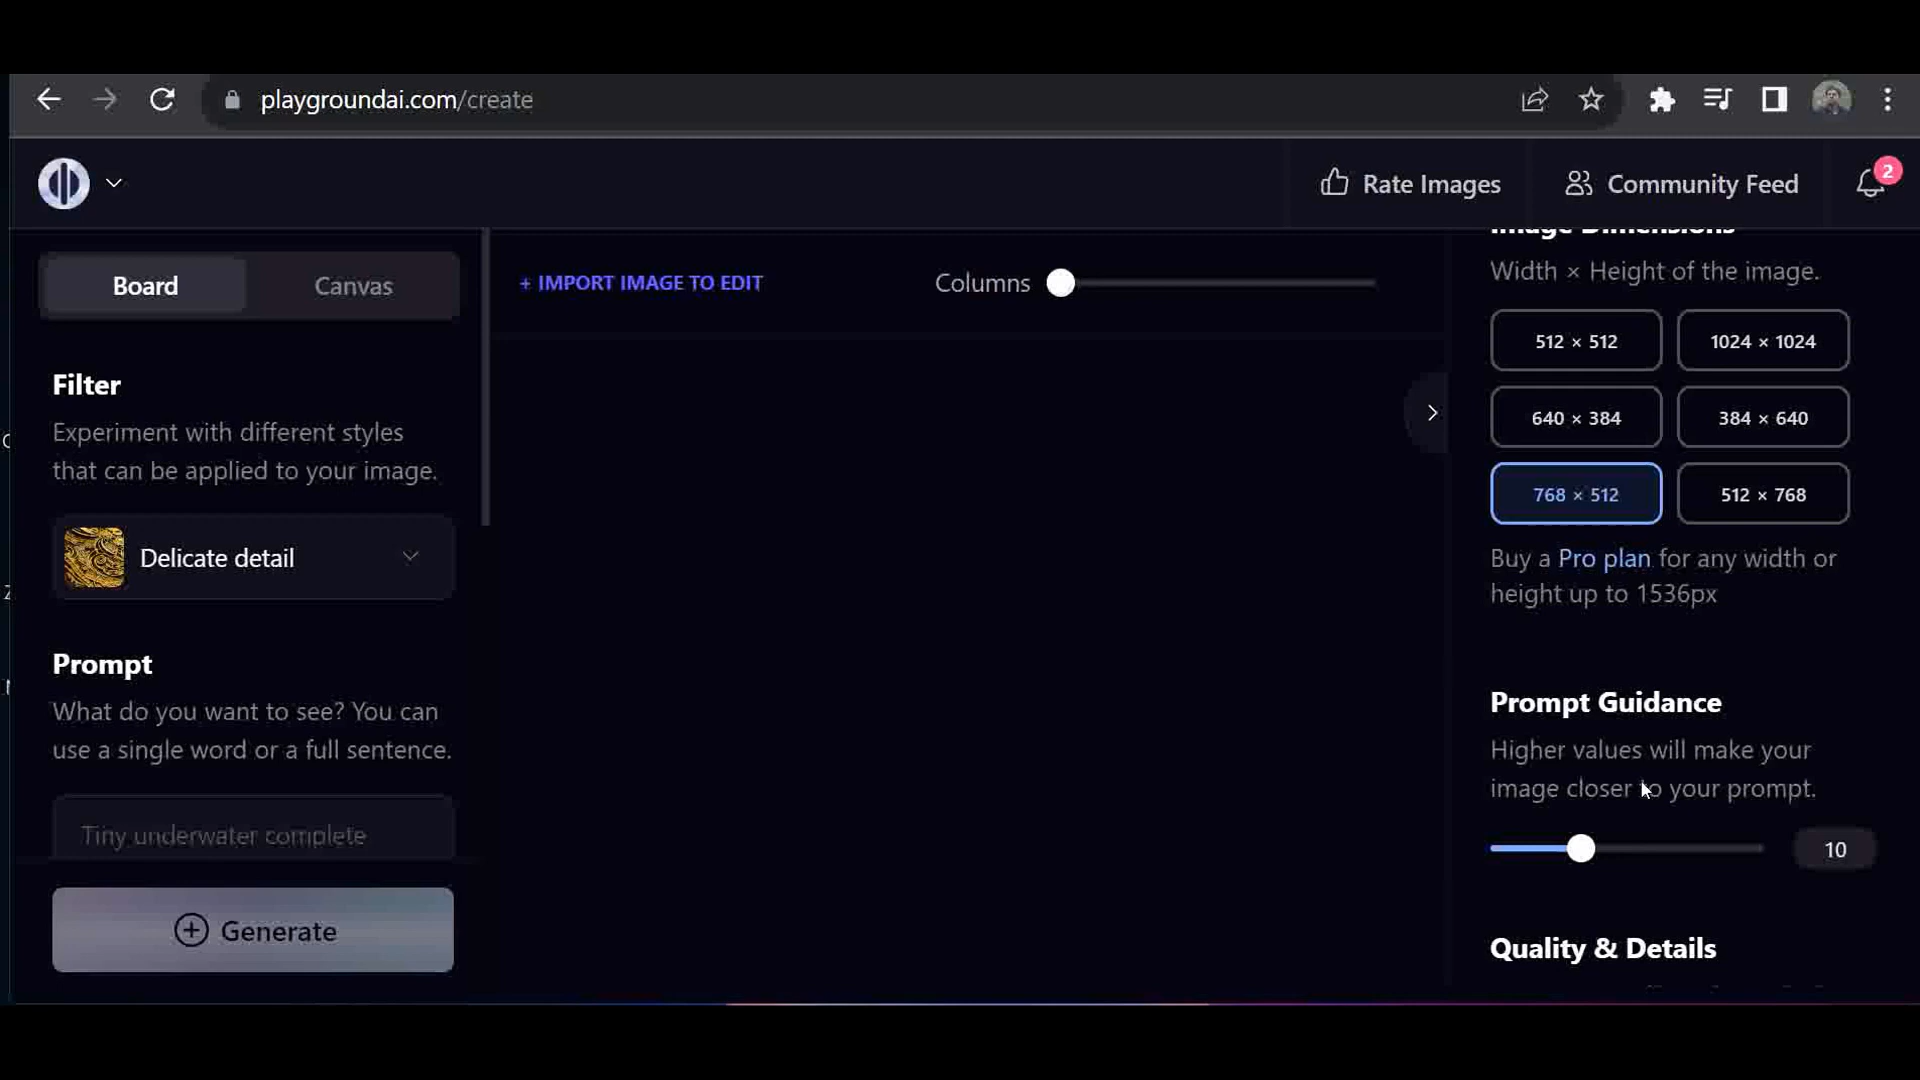 playgroundai.com/create
Rate Images
Community Feed
2
Board
Canvas
+ IMPORT IMAGE TO EDIT
Columns
Filter
Experiment with different styles
that can be applied to your image.
Delicate detail
Prompt
What do you want to see? You can
use a single word or a full sentence.
Tiny underwater complete
Generate
Image Dimensions
Width × Height of the image.
512 × 512
1024 × 1024
640 × 384
384 × 640
768 × 512
512 × 768
Buy a Pro plan for any width or
height up to 1536px
Prompt Guidance
Higher values will make your
image closer to your prompt.
10
Quality & Details